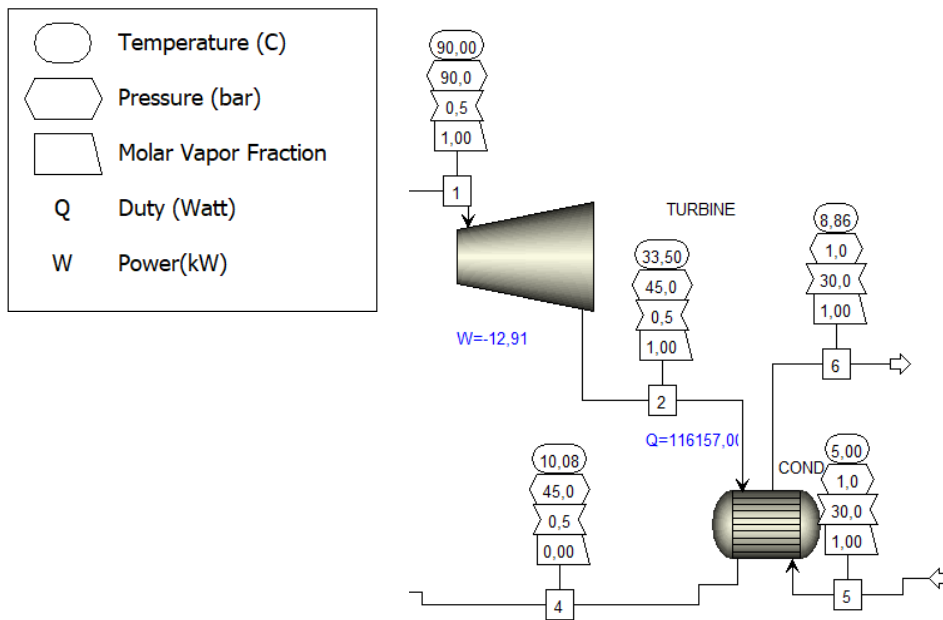 Temperature (C)
Pressure (bar)
Molar Vapor Fraction
Q Duty (Watt)
W Power(kW)
90,00
90,0
0,5
1,00
1
TURBINE
W=-12,91
33,50
45,0
0,5
1,00
2
8,86
1,0
30,0
1,00
6
Q=116157,00
10,08
45,0
0,5
0,00
4
COND
5,00
1,0
30,0
1,00
5